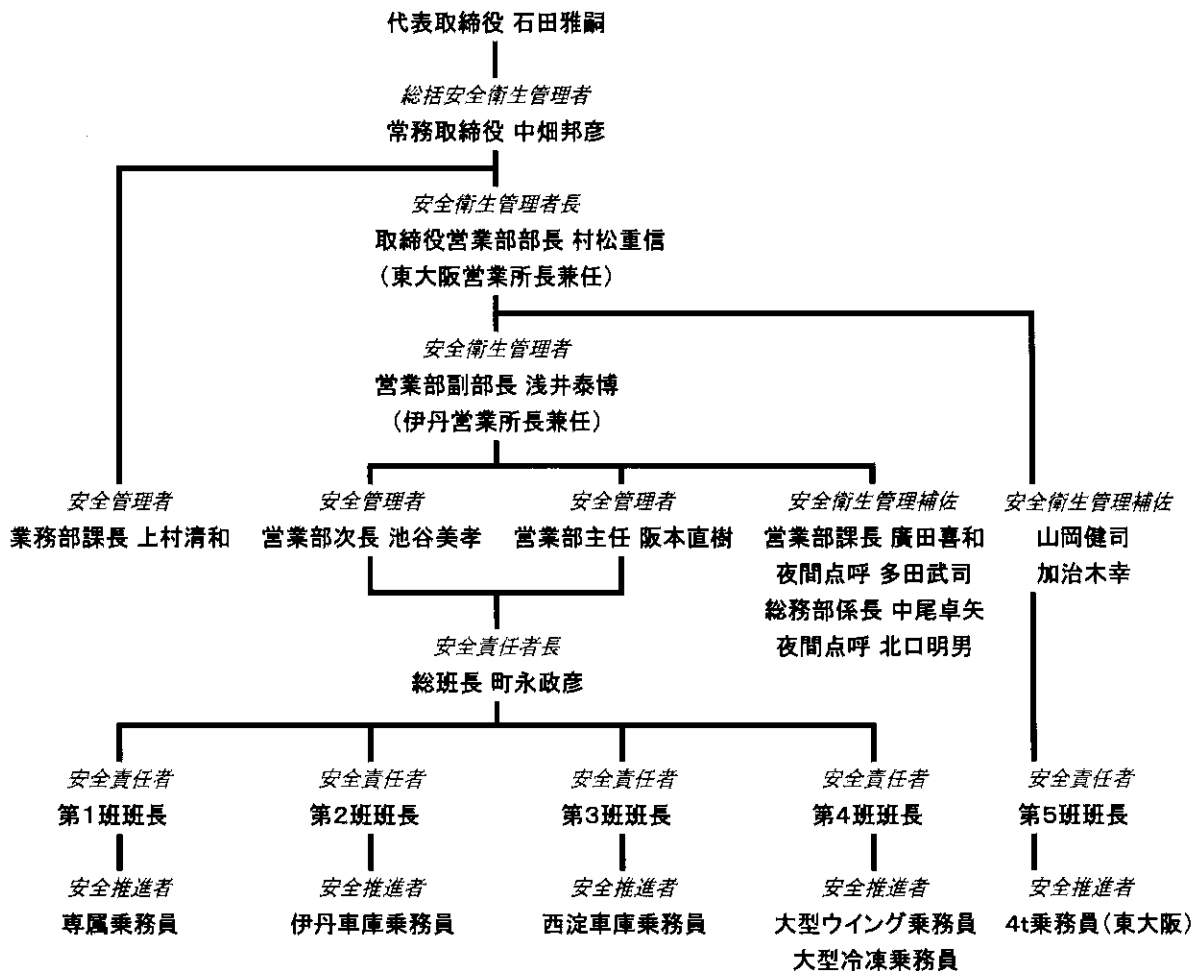 代表取締役 石田雅嗣
総括安全衛生管理者
常務取締役 中畑邦彦
安全衛生管理者長
取締役営業部部長 村松重信
(東大阪営業所長兼任)
安全衛生管理者
営業部副部長 浅井泰博
(伊丹営業所長兼任)
安全管理者
業務部課長 上村清和
安全管理者
営業部次長 池谷美孝
安全管理者
営業部主任 阪本直樹
安全衛生管理補佐
営業部課長 廣田喜和
夜間点呼 多田武司
総務部係長 中尾卓矢
夜間点呼 北口明男
安全衛生管理補佐
山岡健司
加治木幸
安全責任者長
総班長 町永政彦
安全責任者
第1班班長
安全責任者
第2班班長
安全責任者
第3班班長
安全責任者
第4班班長
安全責任者
第5班班長
安全推進者
専属乗務員
安全推進者
伊丹車庫乗務員
安全推進者
西淀車庫乗務員
安全推進者
大型ウイング乗務員
大型冷凍乗務員
安全推進者
4t乗務員(東大阪)